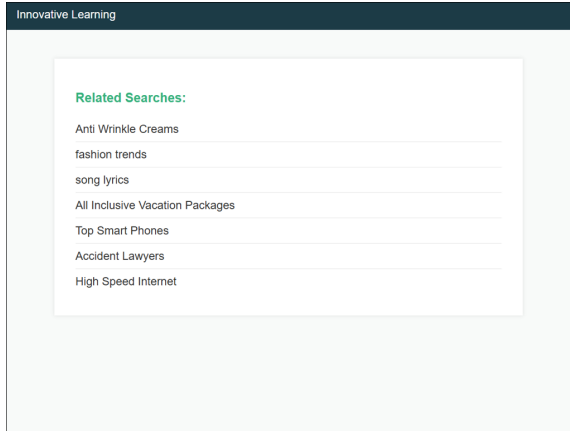 Innovative Learning
Related Searches:
Anti Wrinkle Creams
fashion trends
song lyrics
All Inclusive Vacation Packages
Top Smart Phones
Accident Lawyers
High Speed Internet